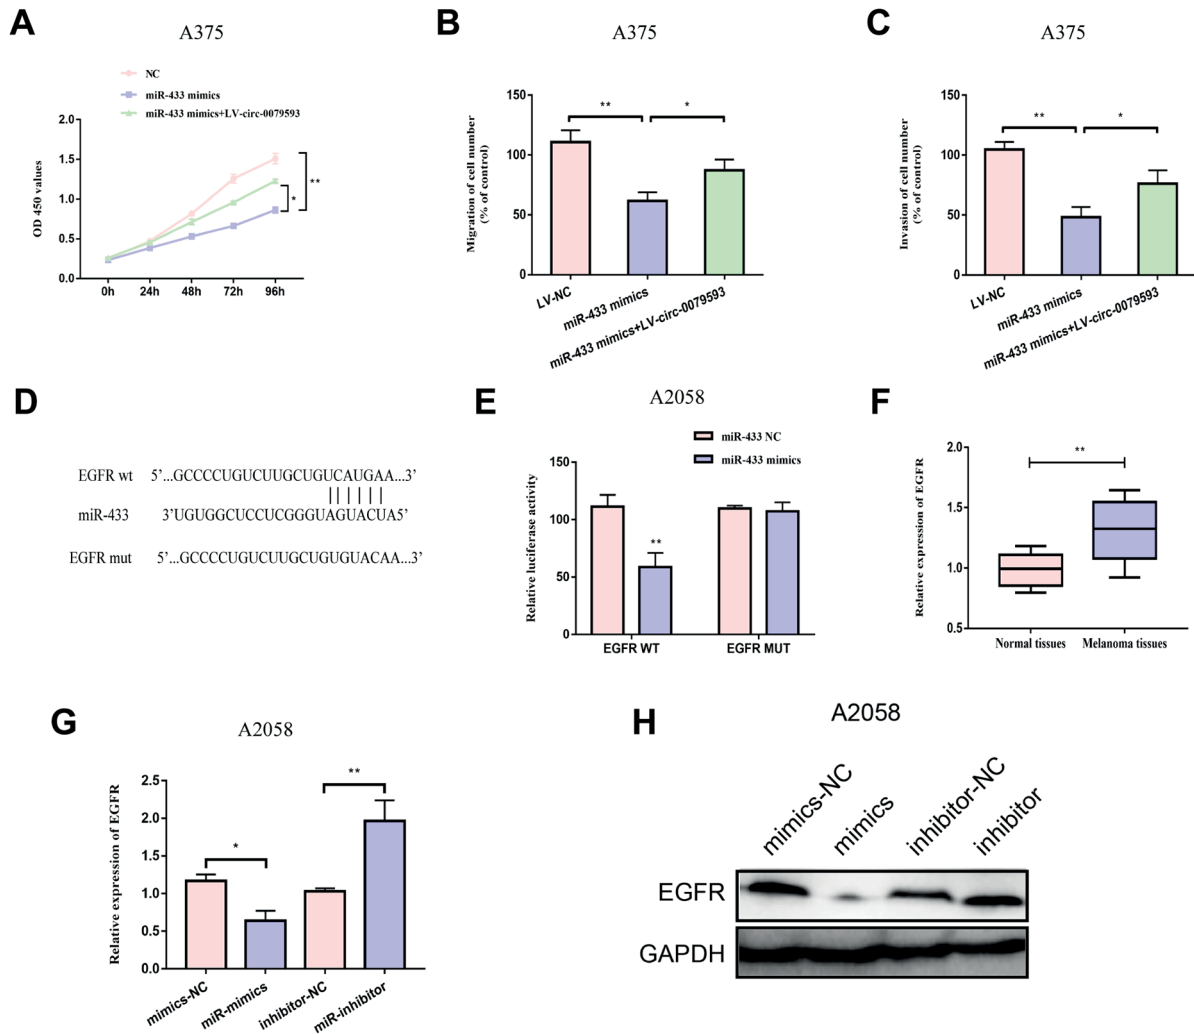 A
A375
NC
miR-433 mimics
miR-433 mimics+LV-circ-0079593
OD 450 values
2.0
1.5
1.0
0.5
0.0
0h 24h 48h 72h 96h
*
**
B
A375
Migration of cell number
(% of control)
150
100
50
0
**
*
LV-NC
miR-433 mimics
miR-433 mimics+LV-circ-0079593
C
A375
Invasion of cell number
(% of control)
150
100
50
0
**
*
LV-NC
miR-433 mimics
miR-433 mimics+LV-circ-0079593
D
EGFR wt 5’...GCCCCUGUCUUGCUGUCAUGAA...3’
miR-433 3’UGUGGCUCCUCGGGUAGUACUA5’
EGFR mut 5’...GCCCCUGUCUUGCUGUGUACAA...3’
E
A2058
miR-433 NC
miR-433 mimics
Relative luciferase activity
150
100
50
0
**
EGFR WT EGFR MUT
F
Relative expression of EGFR
2.0
1.5
1.0
0.5
**
Normal tissues Melanoma tissues
G
A2058
Relative expression of EGFR
2.5
2.0
1.5
1.0
0.5
0.0
*
**
mimics-NC
miR-mimics
inhibitor-NC
miR-inhibitor
H
A2058
mimics-NC
mimics
inhibitor-NC
inhibitor
EGFR
GAPDH